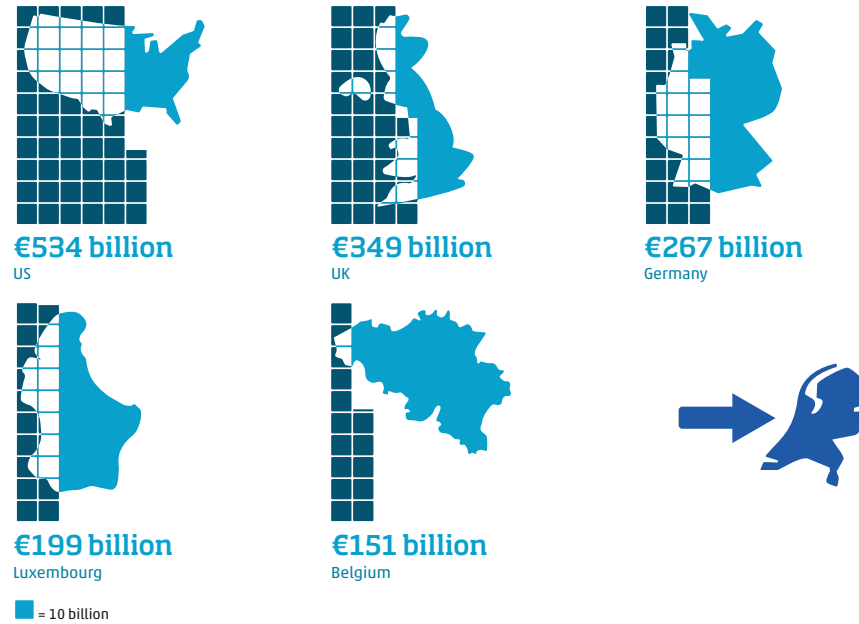 €534 billion
US
€349 billion
UK
€267 billion
Germany
€199 billion
Luxembourg
€151 billion
Belgium
= 10 billion